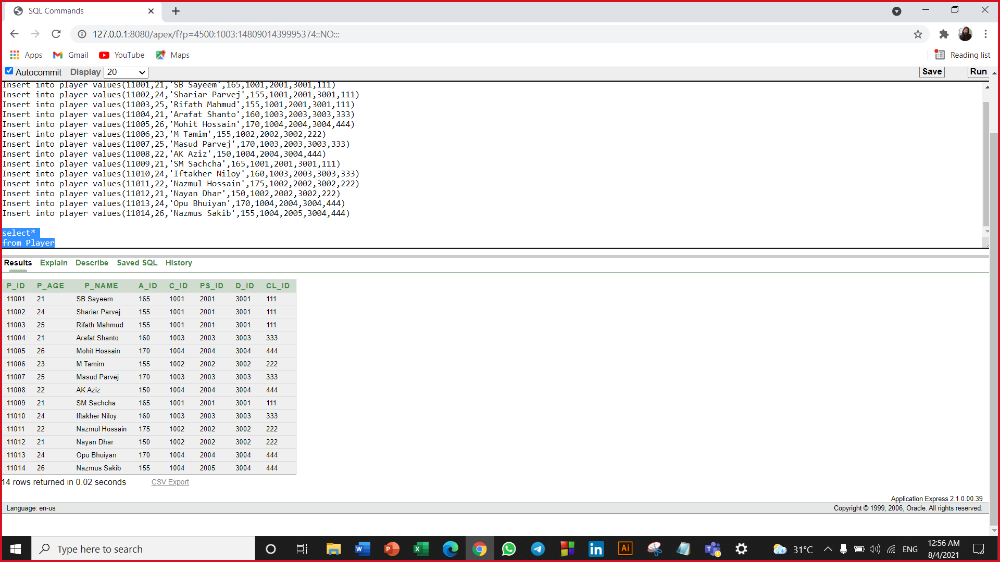 SQL Commands
127.0.0.1:8080/apex/f?p=4500:1003:1480901439995374::NO:::
Apps Gmail YouTube Maps Reading list
Autocommit Display 20 Save Run
Insert into player values(11001,21,'SB Sayeem',165,1001,2001,3001,111)
Insert into player values(11002,24,'Shariar Parvej',155,1001,2001,3001,111)
Insert into player values(11003,25,'Rifath Mahmud',155,1001,2001,3001,111)
Insert into player values(11004,21,'Arafat Shanto',160,1003,2003,3003,333)
Insert into player values(11005,26,'Mohit Hossain',170,1004,2004,3004,444)
Insert into player values(11006,23,'M Tamim',155,1002,2002,3002,222)
Insert into player values(11007,25,'Masud Parvej',170,1003,2003,3003,333)
Insert into player values(11008,22,'AK Aziz',150,1004,2004,3004,444)
Insert into player values(11009,21,'SM Sachcha',165,1001,2001,3001,111)
Insert into player values(11010,24,'Iftakher Niloy',160,1003,2003,3003,333)
Insert into player values(11011,22,'Nazmul Hossain',175,1002,2002,3002,222)
Insert into player values(11012,21,'Nayan Dhar',150,1002,2002,3002,222)
Insert into player values(11013,24,'Opu Bhuiyan',170,1004,2004,3004,444)
Insert into player values(11014,26,'Nazmus Sakib',155,1004,2005,3004,444)
select*
from Player
Results Explain Describe Saved SQL History
P_ID P_AGE P_NAME A_ID C_ID PS_ID D_ID CL_ID
11001 21 SB Sayeem 165 1001 2001 3001 111
11002 24 Shariar Parvej 155 1001 2001 3001 111
11003 25 Rifath Mahmud 155 1001 2001 3001 111
11004 21 Arafat Shanto 160 1003 2003 3003 333
11005 26 Mohit Hossain 170 1004 2004 3004 444
11006 23 M Tamim 155 1002 2002 3002 222
11007 25 Masud Parvej 170 1003 2003 3003 333
11008 22 AK Aziz 150 1004 2004 3004 444
11009 21 SM Sachcha 165 1001 2001 3001 111
11010 24 Iftakher Niloy 160 1003 2003 3003 333
11011 22 Nazmul Hossain 175 1002 2002 3002 222
11012 21 Nayan Dhar 150 1002 2002 3002 222
11013 24 Opu Bhuiyan 170 1004 2004 3004 444
11014 26 Nazmus Sakib 155 1004 2005 3004 444
14 rows returned in 0.02 seconds CSV Export
Application Express 2.1.0.00.39
Language: en-us Copyright © 1999, 2006, Oracle. All rights reserved.
Type here to search 31°C ENG 12:56 AM
8/4/2021